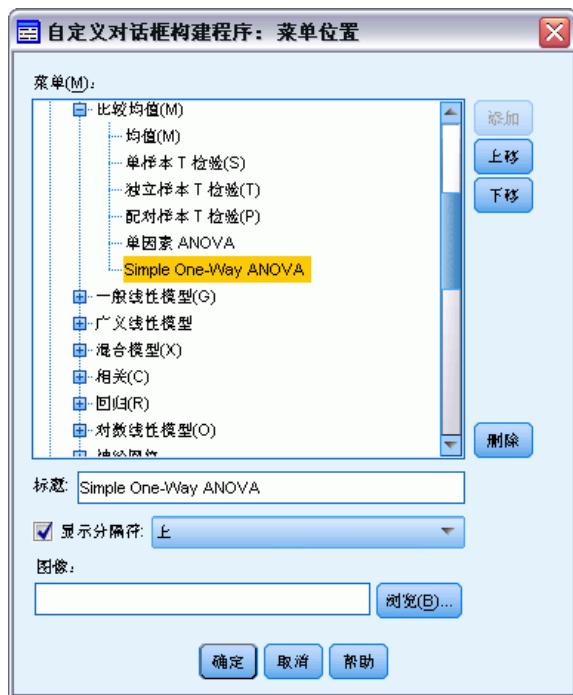 自定义对话框构建程序：菜单位置
菜单(M)：
比较均值(M)
均值(M)
单样本 T 检验(S)
独立样本 T 检验(T)
配对样本 T 检验(P)
单因素 ANOVA
Simple One-Way ANOVA
一般线性模型(G)
广义线性模型
混合模型(X)
相关(C)
回归(R)
对数线性模型(O)
添加
上移
下移
删除
标题: Simple One-Way ANOVA
显示分隔符: 上
图像：
浏览(B)...
确定 取消 帮助